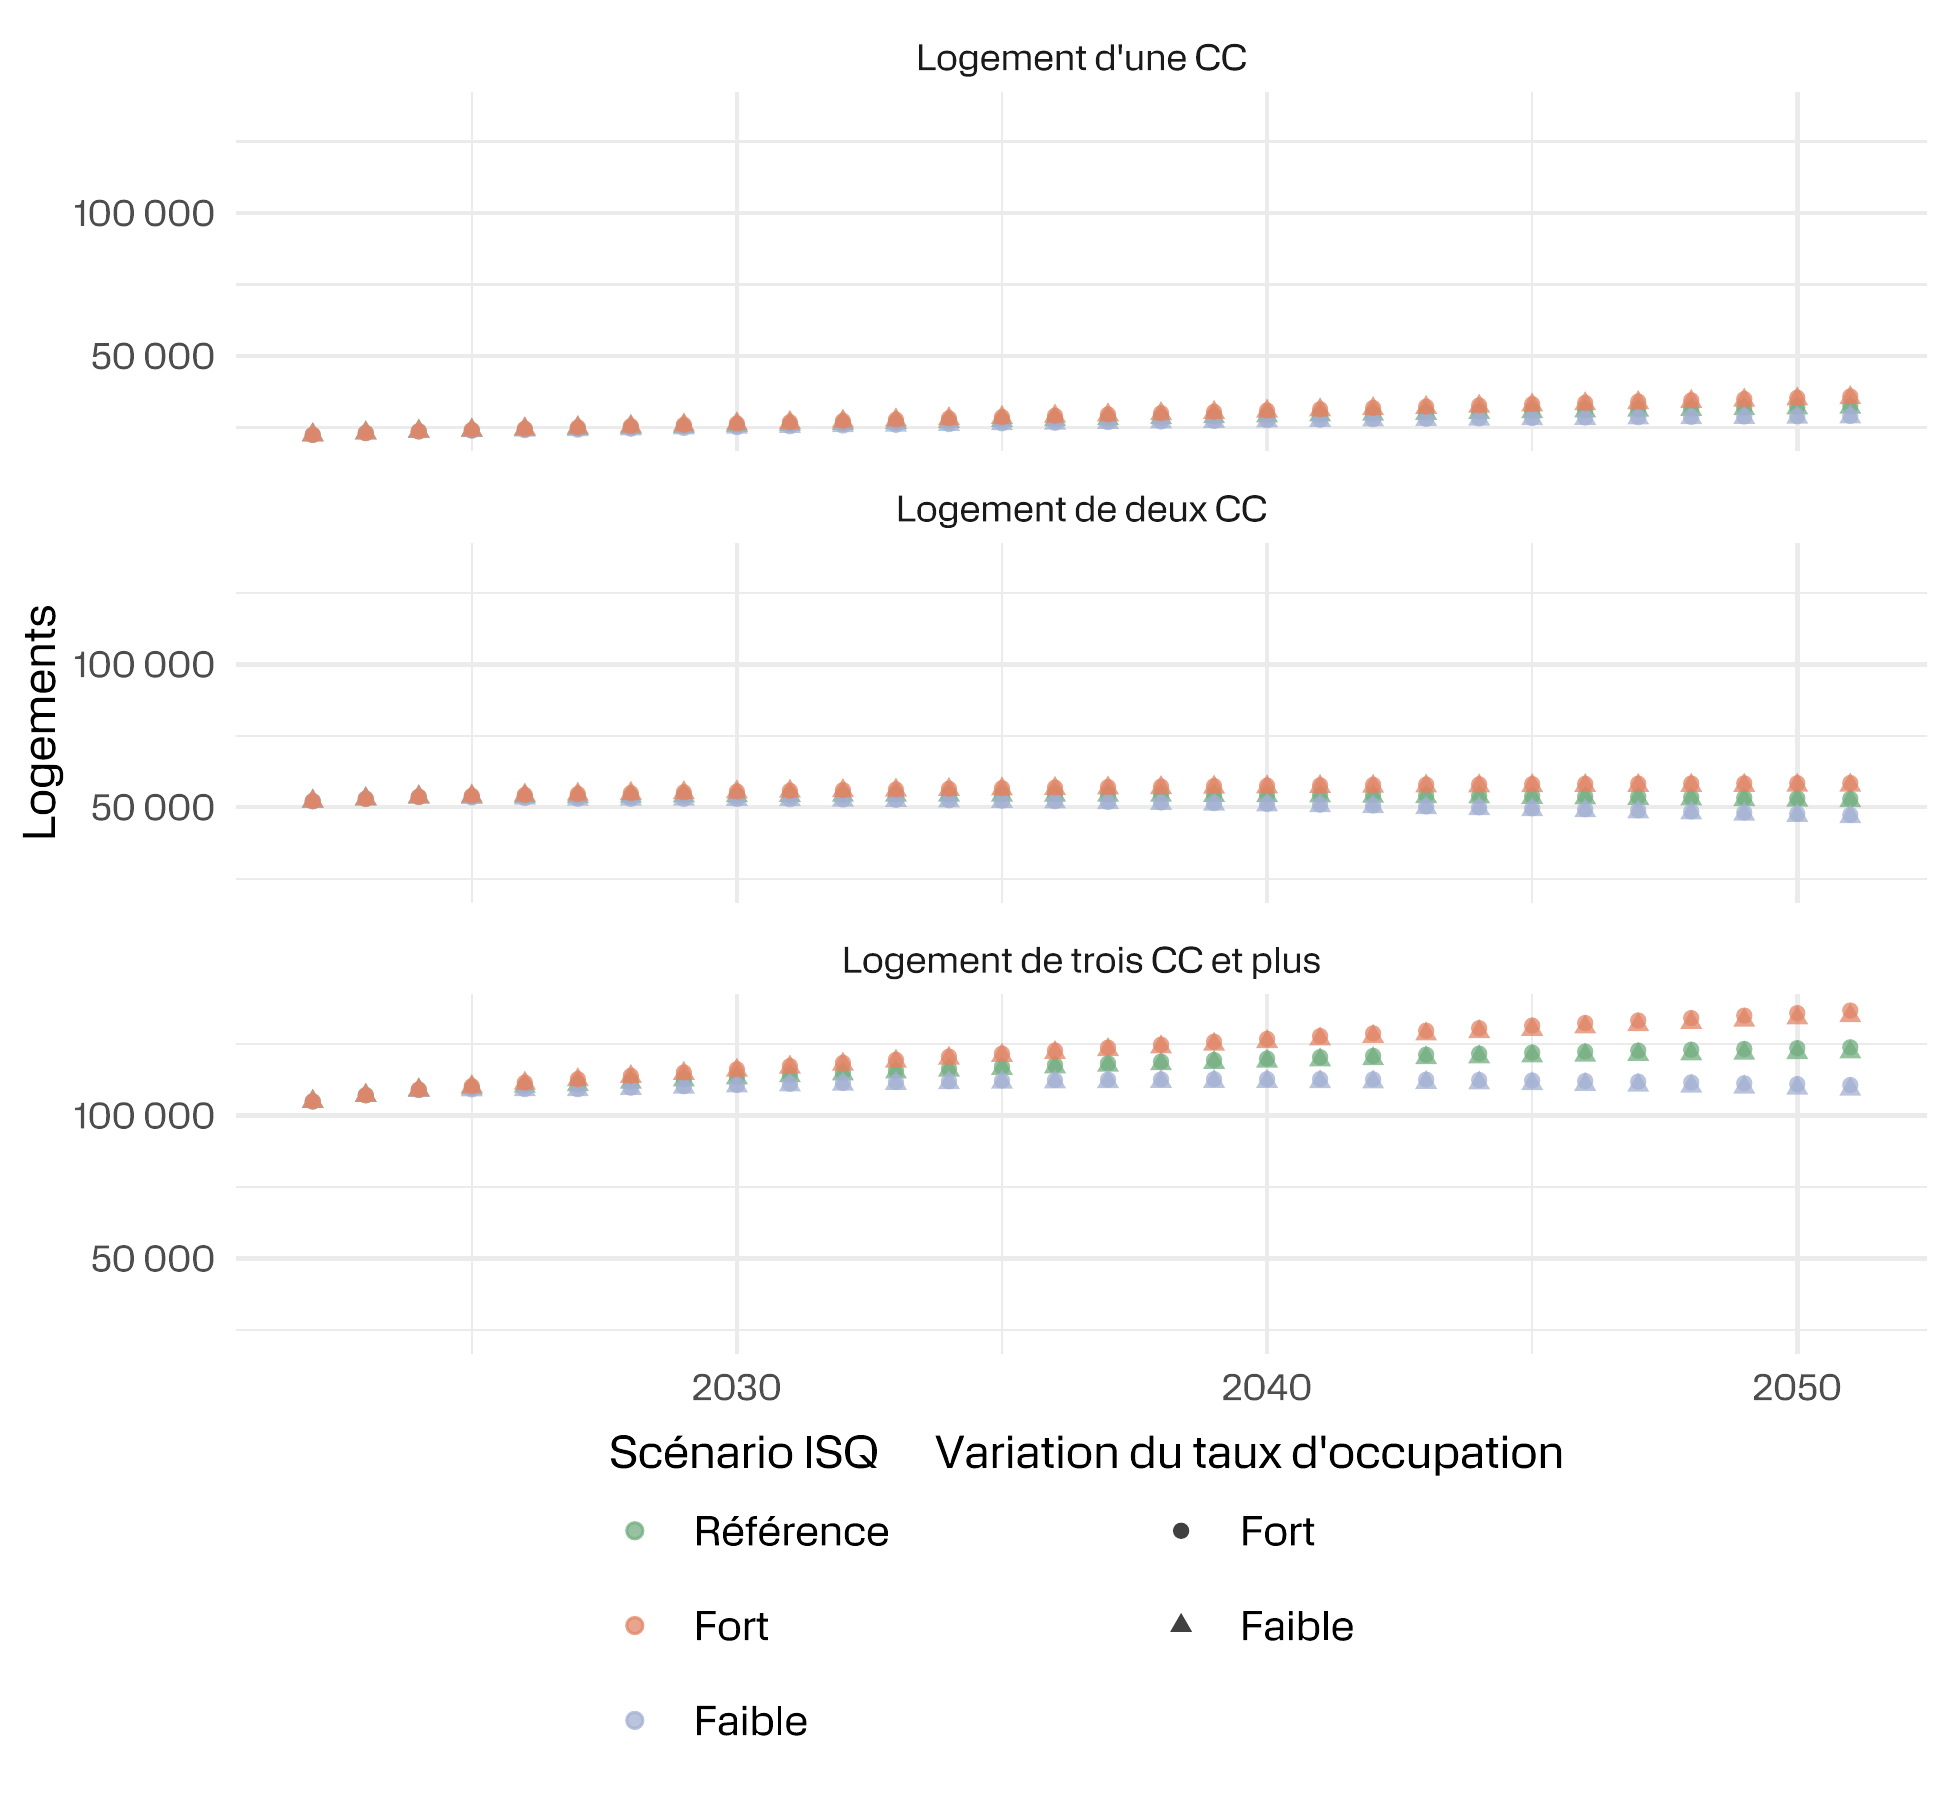 Logement d'une CC
100 000
50 000
Logement de deux CC
Logements
100 000
50 000
Logement de trois CC et plus
100 000
50 000
2030 2040 2050
Scénario ISQ Variation du taux d'occupation
Référence Fort
Fort Faible
Faible